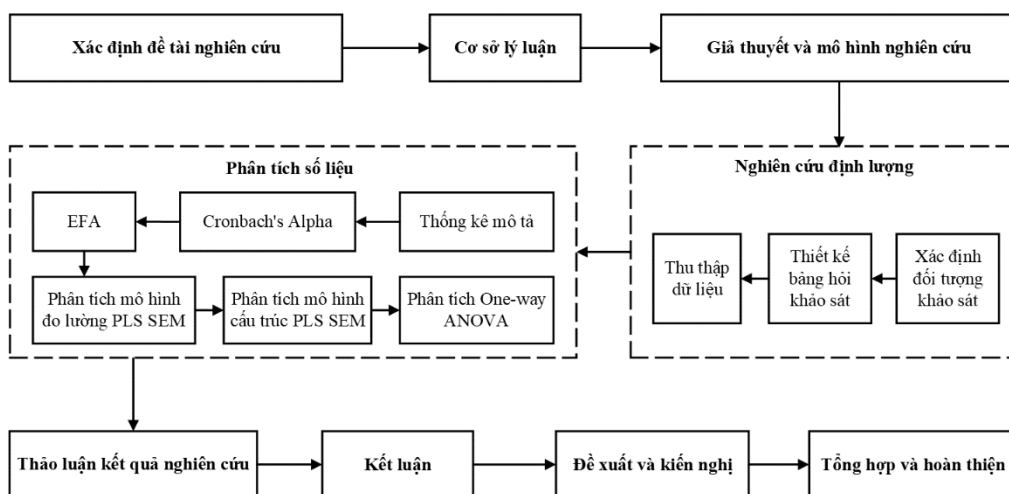 Xác định đề tài nghiên cứu
Cơ sở lý luận
Giả thuyết và mô hình nghiên cứu
Phân tích số liệu
EFA
Cronbach's Alpha
Thống kê mô tả
Phân tích mô hình
đo lường PLS SEM
Phân tích mô hình
cấu trúc PLS SEM
Phân tích One-way
ANOVA
Nghiên cứu định lượng
Thu thập
dữ liệu
Thiết kế
bảng hỏi
khảo sát
Xác định
đối tượng
khảo sát
Thảo luận kết quả nghiên cứu
Kết luận
Đề xuất và kiến nghị
Tổng hợp và hoàn thiện